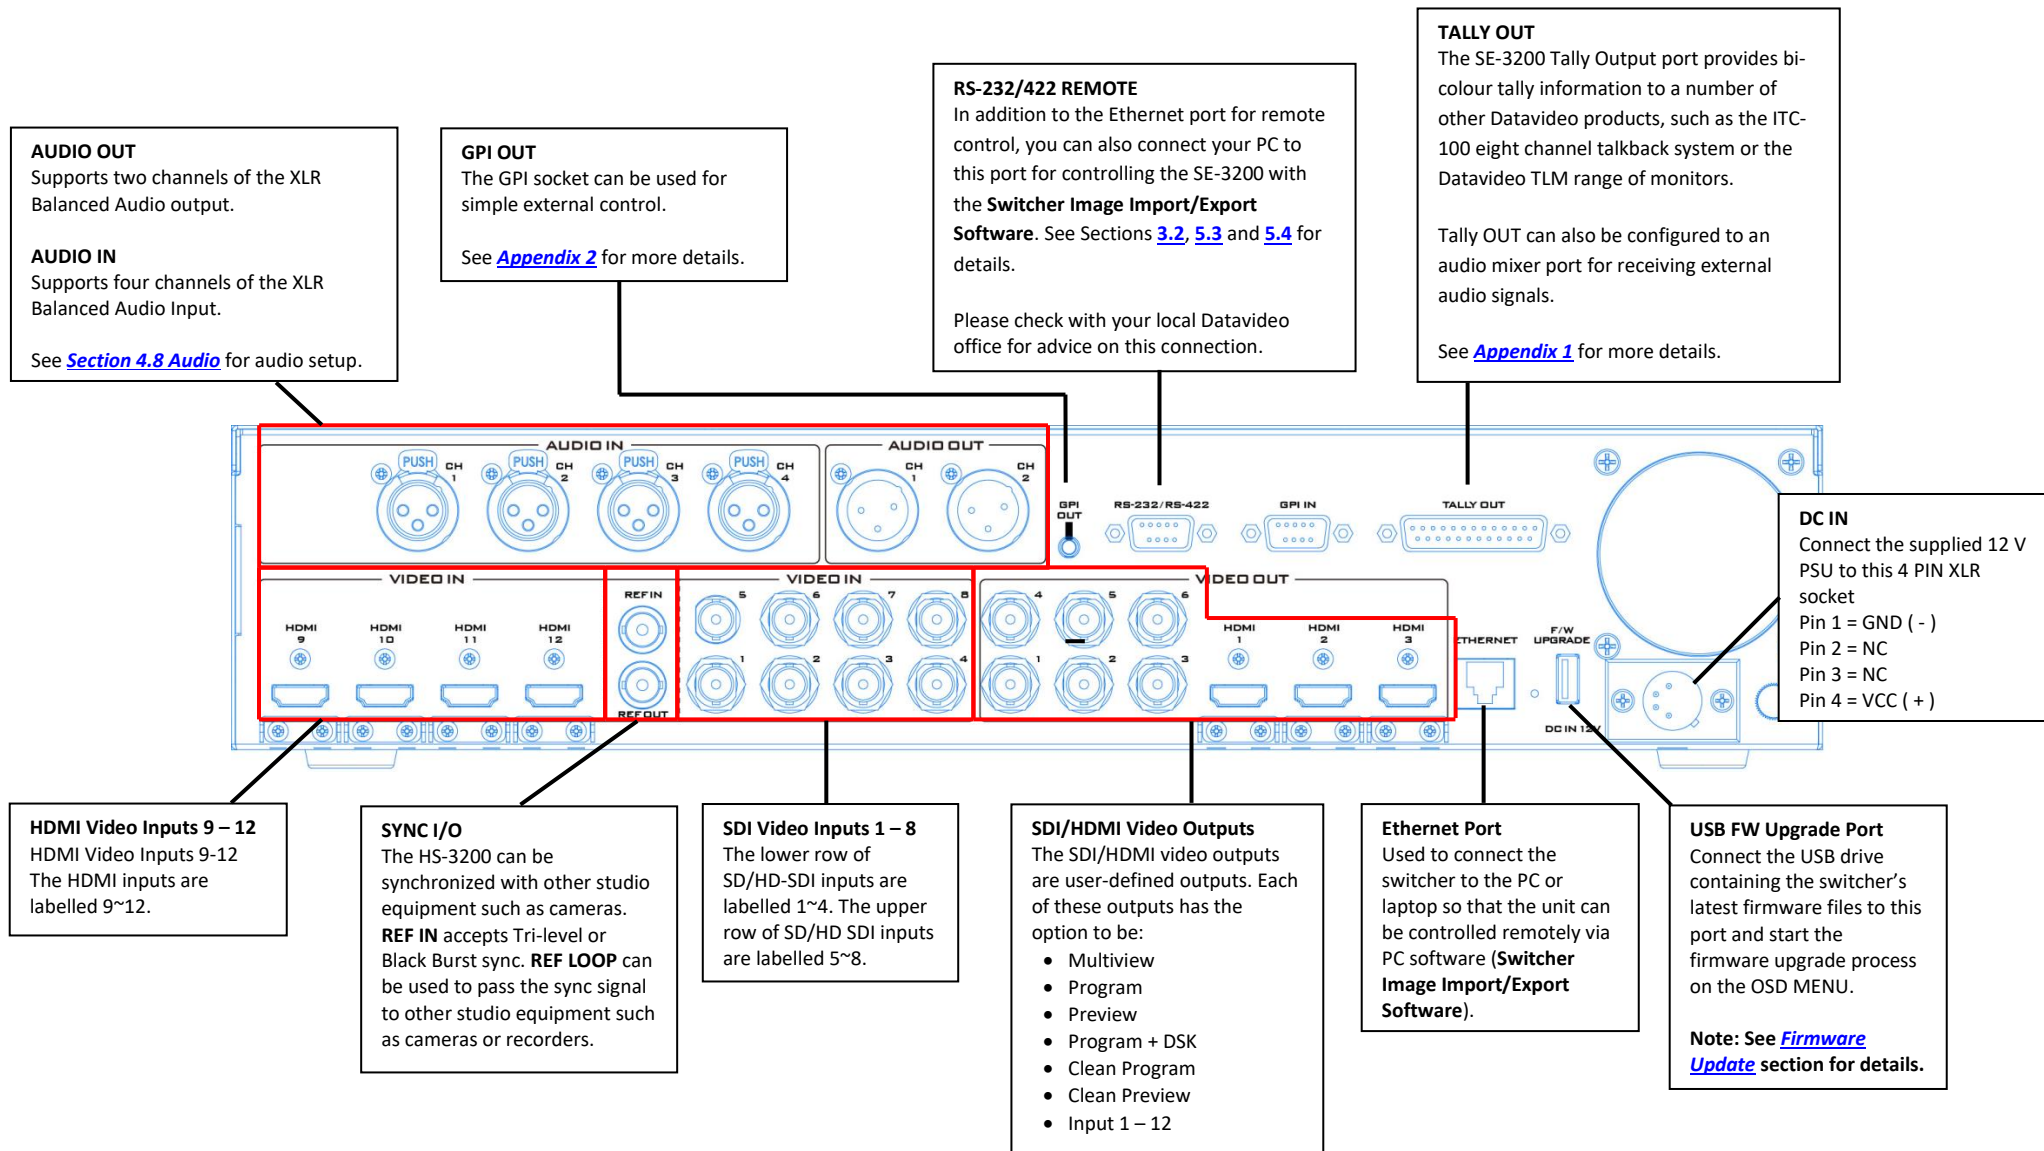 TALLY OUT
The SE-3200 Tally Output port provides bi-
colour tally information to a number of
other Datavideo products, such as the ITC-
100 eight channel talkback system or the
Datavideo TLM range of monitors.
Tally OUT can also be configured to an
audio mixer port for receiving external
audio signals.
See Appendix 1 for more details.
RS-232/422 REMOTE
In addition to the Ethernet port for remote
control, you can also connect your PC to
this port for controlling the SE-3200 with
the Switcher Image Import/Export
Software. See Sections 3.2, 5.3 and 5.4 for
details.
Please check with your local Datavideo
office for advice on this connection.
AUDIO OUT
Supports two channels of the XLR
Balanced Audio output.
AUDIO IN
Supports four channels of the XLR
Balanced Audio Input.
See Section 4.8 Audio for audio setup.
GPI OUT
The GPI socket can be used for
simple external control.
See Appendix 2 for more details.
AUDIO IN
AUDIO OUT
PUSH CH 1
PUSH CH 2
PUSH CH 3
PUSH CH 4
CH 1
CH 2
GPI OUT
RS-232/RS-422
GPI IN
TALLY OUT
DC IN
Connect the supplied 12 V
PSU to this 4 PIN XLR
socket
Pin 1 = GND ( - )
Pin 2 = NC
Pin 3 = NC
Pin 4 = VCC ( + )
VIDEO IN
VIDEO IN
VIDEO OUT
HDMI 9
HDMI 10
HDMI 11
HDMI 12
REF IN
REF OUT
5 6 7 8
1 2 3 4
4 5 6
1 2 3
HDMI 1
HDMI 2
HDMI 3
ETHERNET
F/W UPGRADE
DC IN 12V
HDMI Video Inputs 9 – 12
HDMI Video Inputs 9-12
The HDMI inputs are
labelled 9~12.
SYNC I/O
The HS-3200 can be
synchronized with other studio
equipment such as cameras.
REF IN accepts Tri-level or
Black Burst sync. REF LOOP can
be used to pass the sync signal
to other studio equipment such
as cameras or recorders.
SDI Video Inputs 1 – 8
The lower row of
SD/HD-SDI inputs are
labelled 1~4. The upper
row of SD/HD SDI inputs
are labelled 5~8.
SDI/HDMI Video Outputs
The SDI/HDMI video outputs
are user-defined outputs. Each
of these outputs has the
option to be:
• Multiview
• Program
• Preview
• Program + DSK
• Clean Program
• Clean Preview
• Input 1 – 12
Ethernet Port
Used to connect the
switcher to the PC or
laptop so that the unit can
be controlled remotely via
PC software (Switcher
Image Import/Export
Software).
USB FW Upgrade Port
Connect the USB drive
containing the switcher's
latest firmware files to this
port and start the
firmware upgrade process
on the OSD MENU.
Note: See Firmware
Update section for details.